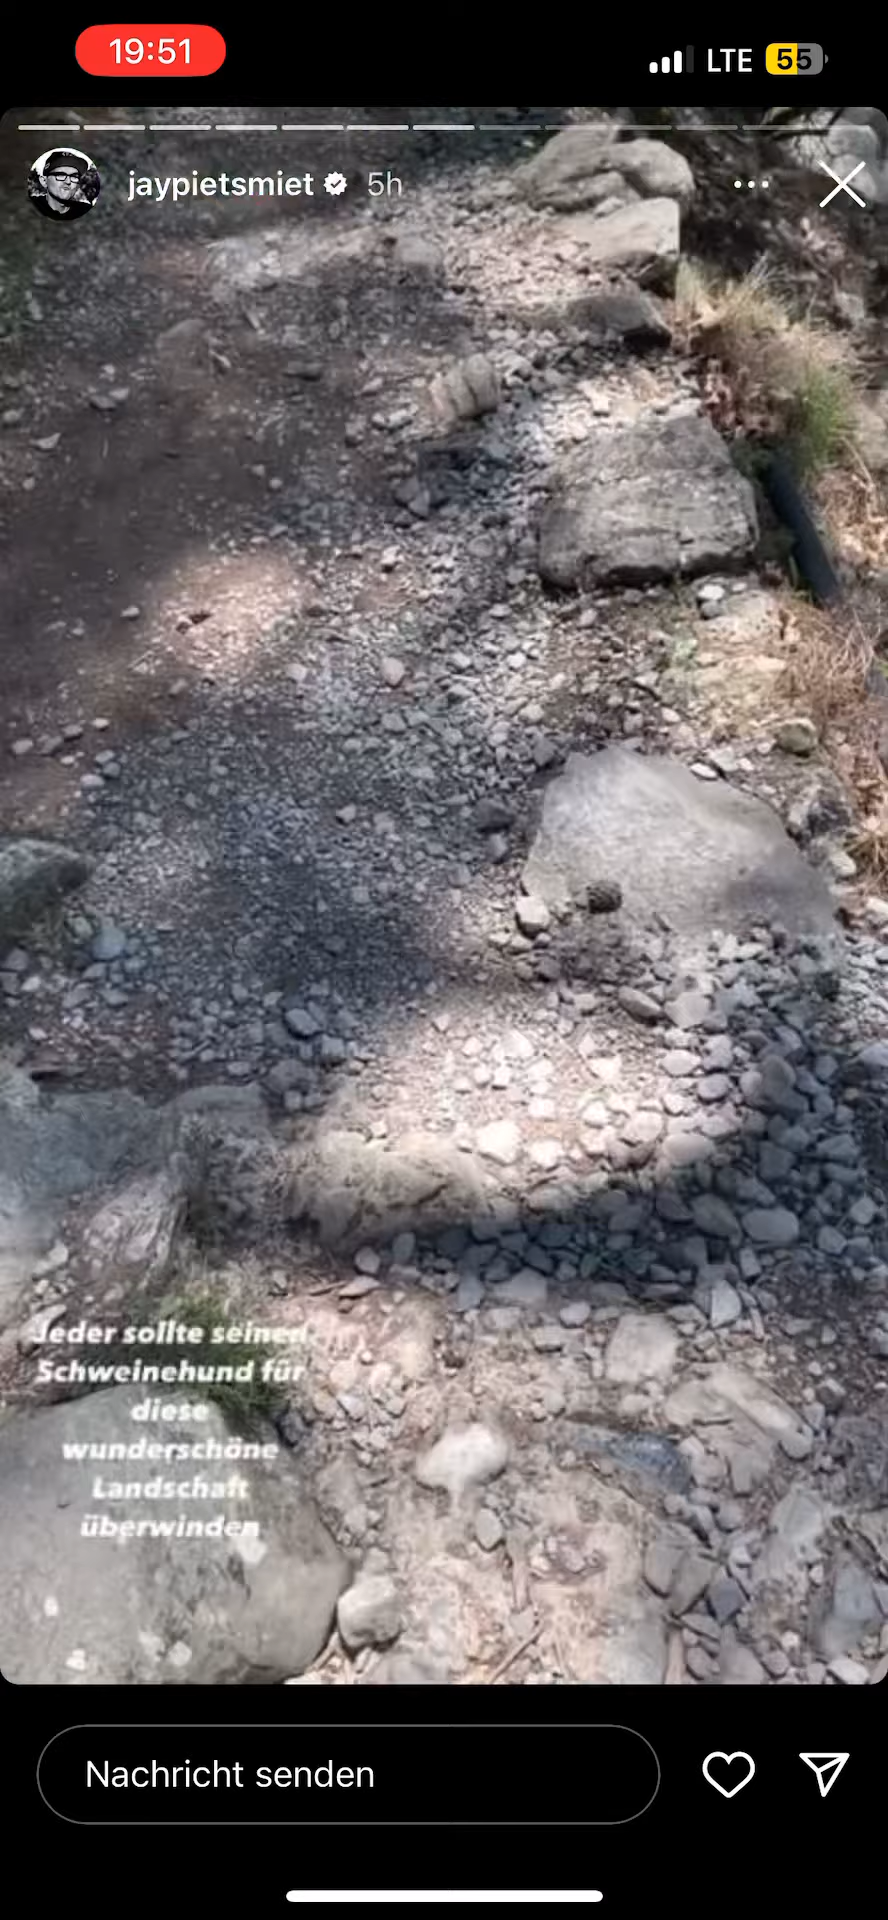 19:51
LTE 55
jaypietsmiet 5h
Jeder sollte seinen
Schweinehund für
diese
wunderschöne
Landschaft
überwinden
Nachricht senden